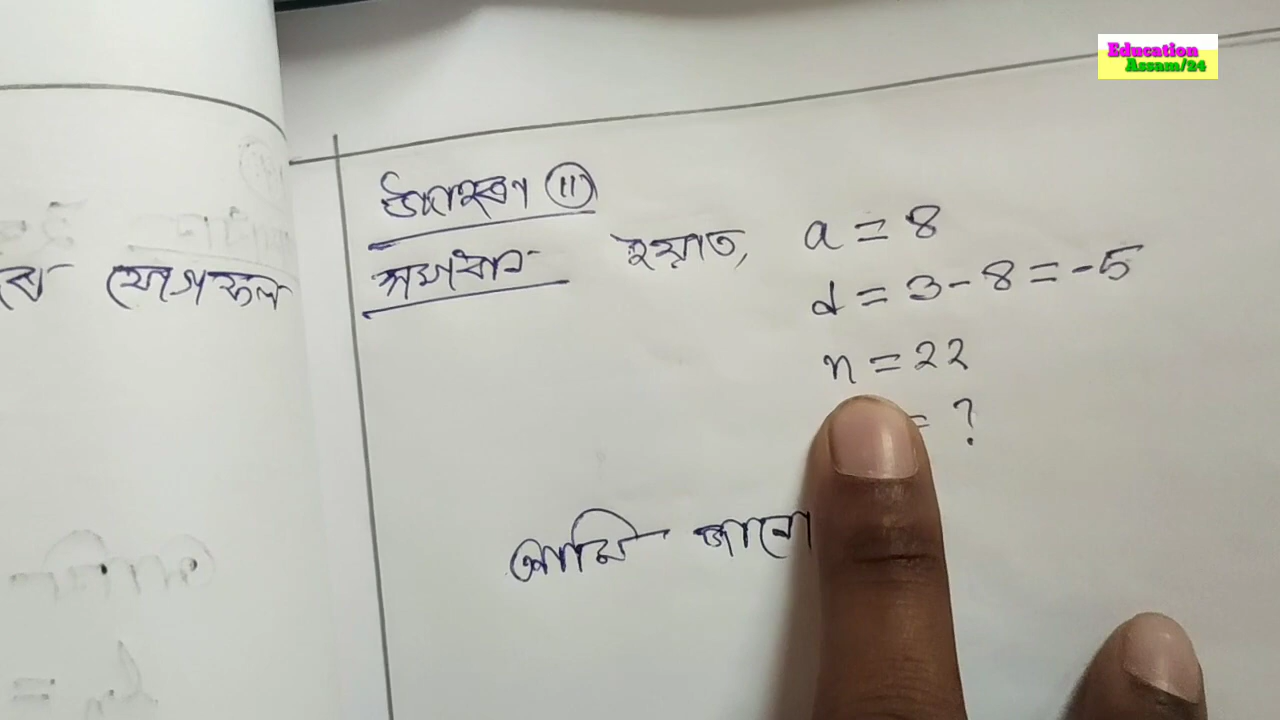 Education
Assam/24
উদাহৰণ 11
সমাধান ইয়াত, a = 8
d = 3 - 8 = -5
n = 22
= ?
আমি জানো
যোগফল